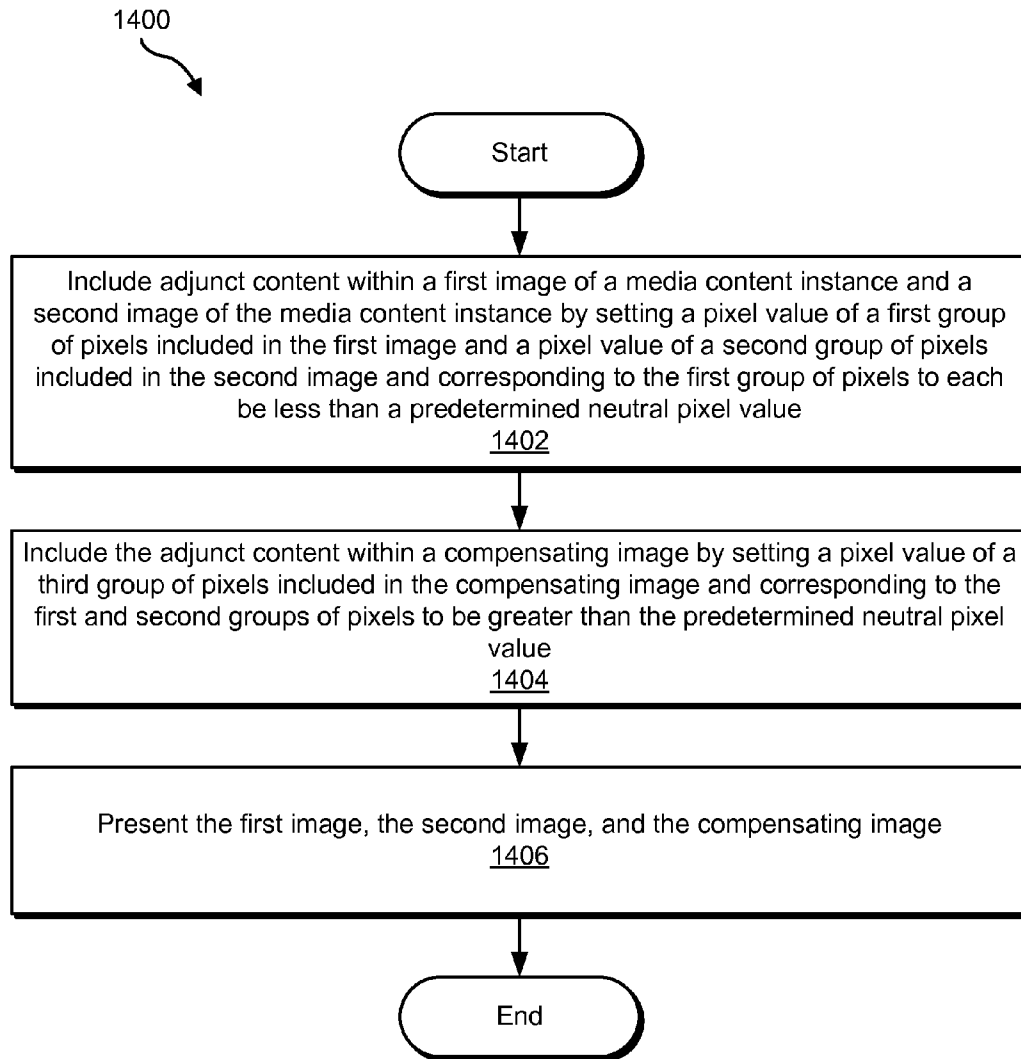 1400
Start
Include adjunct content within a first image of a media content instance and a
second image of the media content instance by setting a pixel value of a first group
of pixels included in the first image and a pixel value of a second group of pixels
included in the second image and corresponding to the first group of pixels to each
be less than a predetermined neutral pixel value
1402
Include the adjunct content within a compensating image by setting a pixel value of a
third group of pixels included in the compensating image and corresponding to the
first and second groups of pixels to be greater than the predetermined neutral pixel
value
1404
Present the first image, the second image, and the compensating image
1406
End